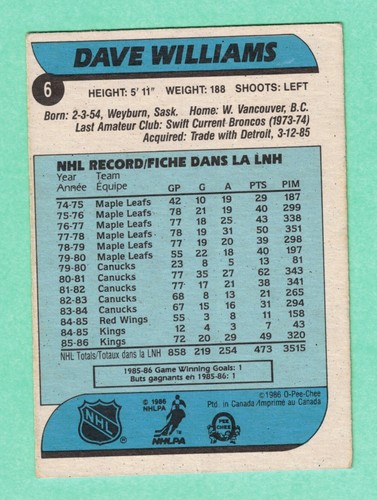 DAVE WILLIAMS
6
HEIGHT: 5' 11" WEIGHT: 188 SHOOTS: LEFT
Born: 2-3-54, Weyburn, Sask. Home: W. Vancouver, B.C.
Last Amateur Club: Swift Current Broncos (1973-74)
Acquired: Trade with Detroit, 3-12-85
NHL RECORD/FICHE DANS LA LNH
Year Team
Année Équipe GP G A PTS PIM
74-75 Maple Leafs 42 10 19 29 187
75-76 Maple Leafs 78 21 19 40 299
76-77 Maple Leafs 77 18 25 43 338
77-78 Maple Leafs 78 19 31 50 351
78-79 Maple Leafs 77 19 20 39 298
79-80 Maple Leafs 55 22 18 40 197
79-80 Canucks 23 8 5 13 81
80-81 Canucks 77 35 27 62 343
81-82 Canucks 77 17 21 38 341
82-83 Canucks 68 8 13 21 265
83-84 Canucks 67 15 16 31 294
84-85 Red Wings 55 3 8 11 158
84-85 Kings 12 4 3 7 43
85-86 Kings 72 20 29 49 320
NHL Totals/Totaux dans la LNH 858 219 254 473 3515
1985-86 Game Winning Goals: 1
Buts gagnants en 1985-86: 1
©1986 O-Pee-Chee
Ptd. in Canada/Imprimé au Canada
© 1986
NHLPA
NHL
NHLPA
O
PEE
CHEE